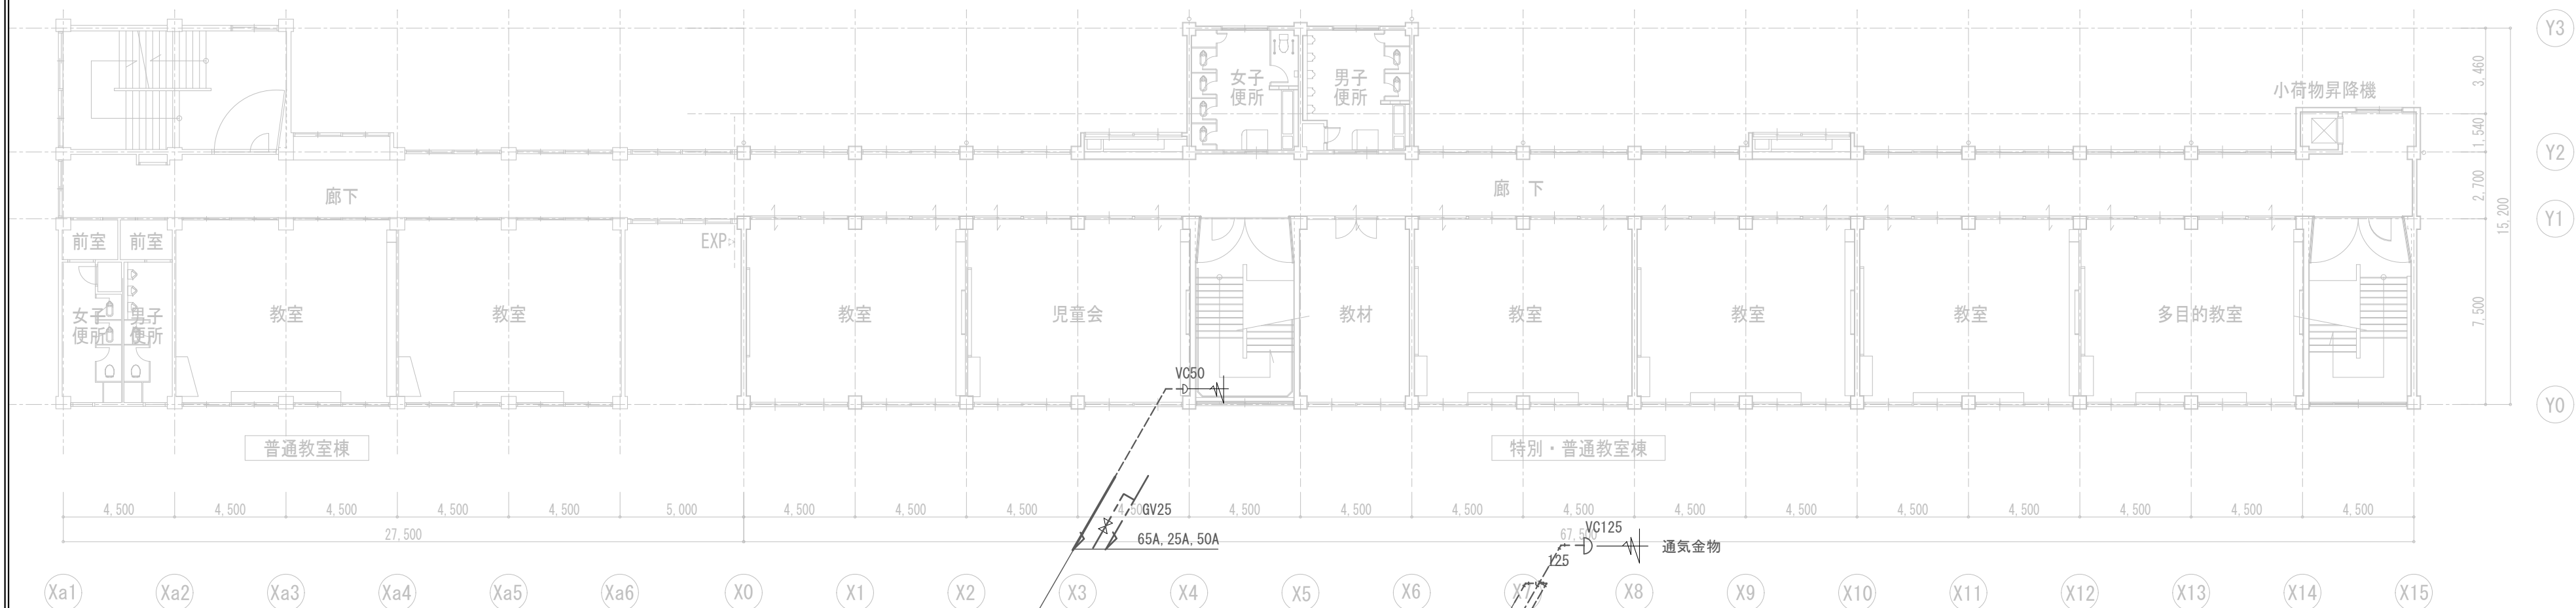 Y3
3,460
小荷物昇降機
女子
便所
男子
便所
1,540
Y2
2,700
廊下
廊 下
15,200
Y1
前室
前室
EXP.
7,500
女子
便所
男子
便所
教室
教室
教室
児童会
教材
教室
教室
教室
多目的教室
VC50
Y0
普通教室棟
特別・普通教室棟
4,500 4,500 4,500 4,500 4,500 5,000 4,500 4,500 4,500 4,500 4,500 4,500 4,500 4,500 4,500 4,500 4,500 4,500 4,500 4,500 4,500
GV25
27,500
65A, 25A, 50A
67,500
VC125
通気金物
125
Xa1 Xa2 Xa3 Xa4 Xa5 Xa6 X0 X1 X2 X3 X4 X5 X6 X7 X8 X9 X10 X11 X12 X13 X14 X15